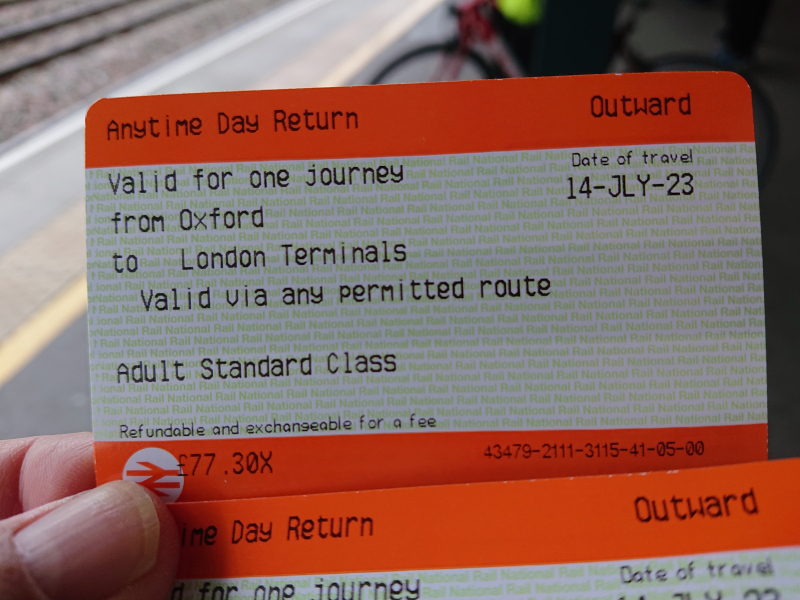 Anytime Day Return Outward
Date of travel
Valid for one journey 14-JLY-23
from Oxford
to London Terminals
Valid via any permitted route
Adult Standard Class
Refundable and exchangeable for a fee
£77.30X 43479-2111-3115-41-05-00
Day Return Outward
Date of travel
for one journey